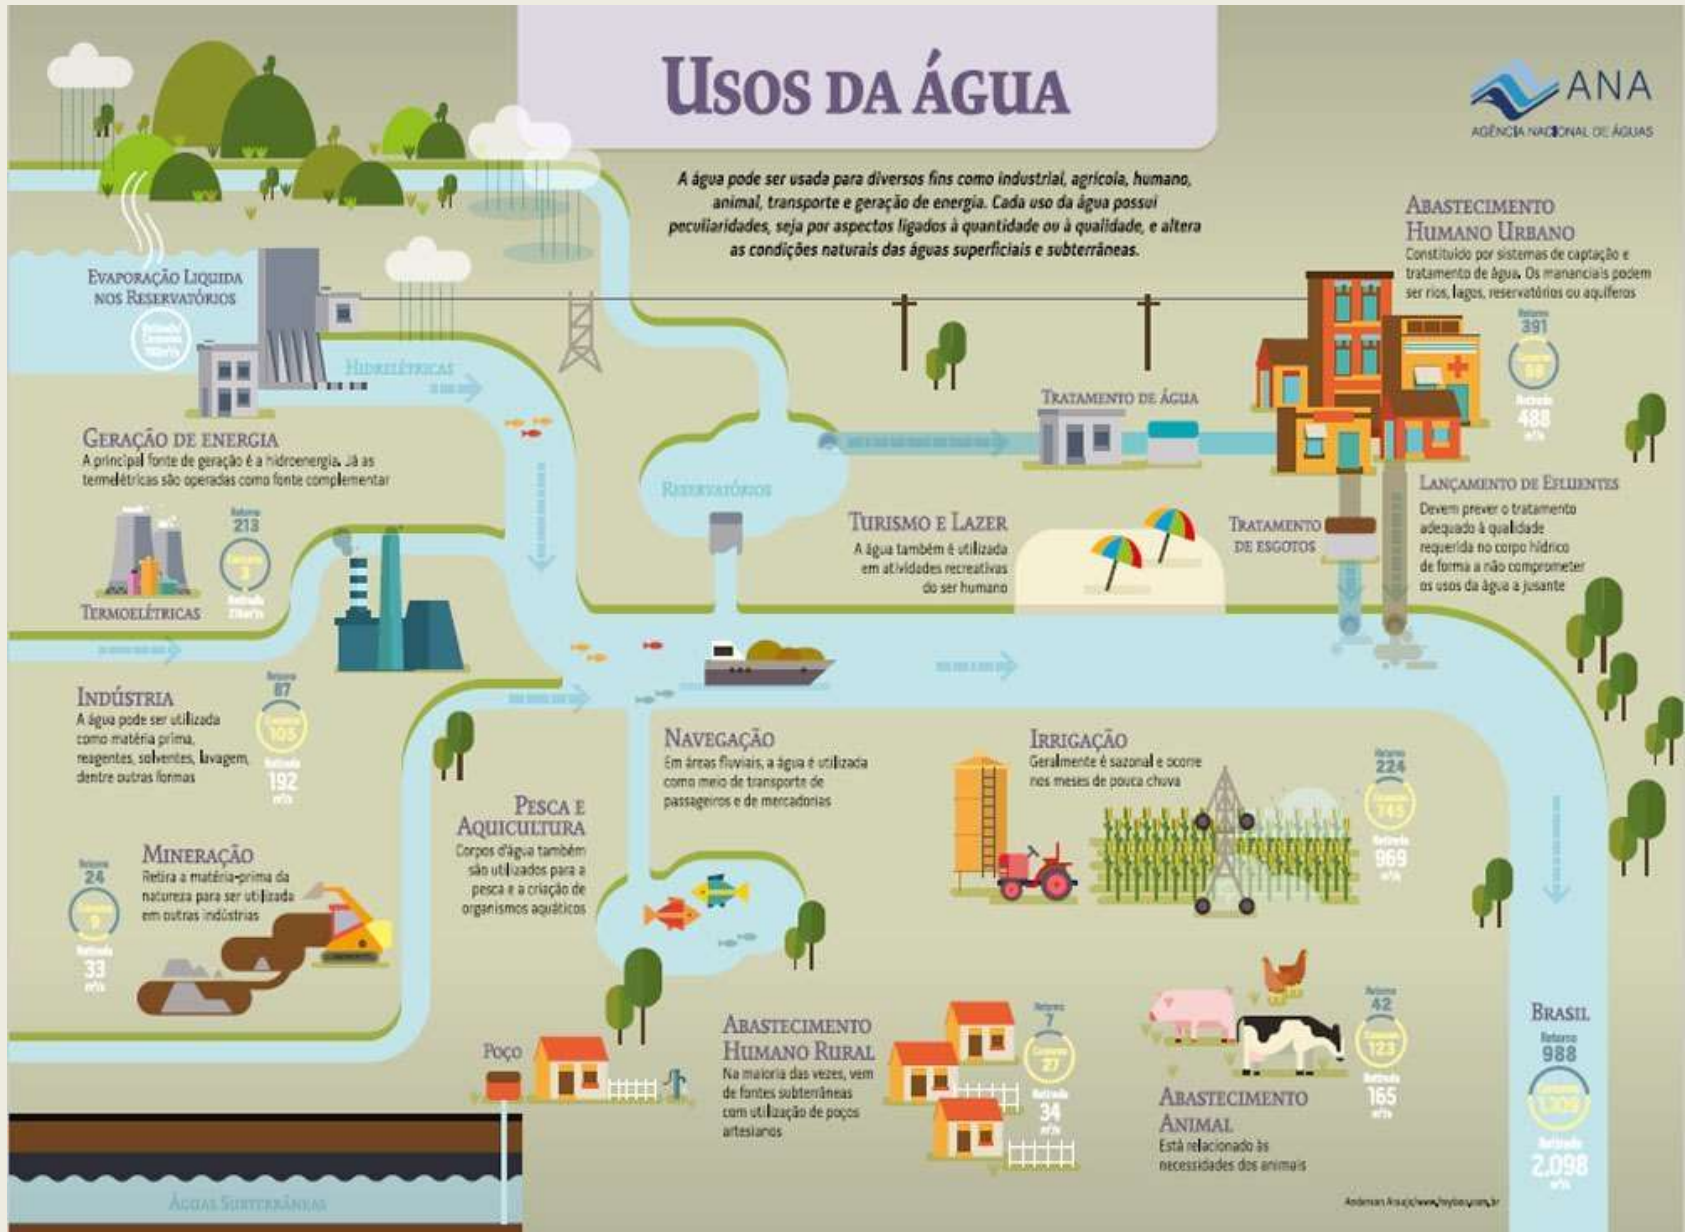 USOS DA ÁGUA
ANA
AGÊNCIA NACIONAL DE ÁGUAS
A água pode ser usada para diversos fins como industrial, agrícola, humano,
animal, transporte e geração de energia. Cada uso da água possui
peculiaridades, seja por aspectos ligados à quantidade ou à qualidade, e altera
as condições naturais das águas superficiais e subterrâneas.
ABASTECIMENTO
HUMANO URBANO
Constituído por sistemas de captação e
tratamento de água. Os mananciais podem
ser rios, lagos, reservatórios ou aquíferos
Retorno
391
Consumo
Retirada
488
m³/s
EVAPORAÇÃO LIQUIDA
NOS RESERVATÓRIOS
HIDRELÉTRICAS
TRATAMENTO DE ÁGUA
GERAÇÃO DE ENERGIA
A principal fonte de geração é a hidroenergia. Já as
termelétricas são operadas como fonte complementar
Retorno
213
Consumo
3
Retirada
TERMOELÉTRICAS
RESERVATÓRIOS
TURISMO E LAZER
A água também é utilizada
em atividades recreativas
do ser humano
TRATAMENTO
DE ESGOTOS
LANÇAMENTO DE EFLUENTES
Devem prever o tratamento
adequado à qualidade
requerida no corpo hídrico
de forma a não comprometer
os usos da água a jusante
INDÚSTRIA
A água pode ser utilizada
como matéria prima,
reagentes, solventes, lavagem,
dentre outras formas
Retorno
87
Consumo
105
Retirada
192
m³/s
NAVEGAÇÃO
Em áreas fluviais, a água é utilizada
como meio de transporte de
passageiros e de mercadorias
IRRIGAÇÃO
Geralmente é sazonal e ocorre
nos meses de pouca chuva
Retorno
224
Consumo
745
Retirada
969
m³/s
PESCA E
AQUICULTURA
Corpos d'água também
são utilizados para a
pesca e a criação de
organismos aquáticos
MINERAÇÃO
Retira a matéria-prima da
natureza para ser utilizada
em outras indústrias
Retorno
24
Consumo
9
Retirada
33
m³/s
POÇO
ABASTECIMENTO
HUMANO RURAL
Na maioria das vezes, vem
de fontes subterrâneas
com utilização de poços
artesianos
Retorno
7
Consumo
27
Retirada
34
m³/s
ABASTECIMENTO
ANIMAL
Está relacionado às
necessidades dos animais
Retorno
42
Consumo
123
Retirada
165
m³/s
BRASIL
Retorno
988
Consumo
1.109
Retirada
2.098
m³/s
ÁGUAS SUBTERRÂNEAS